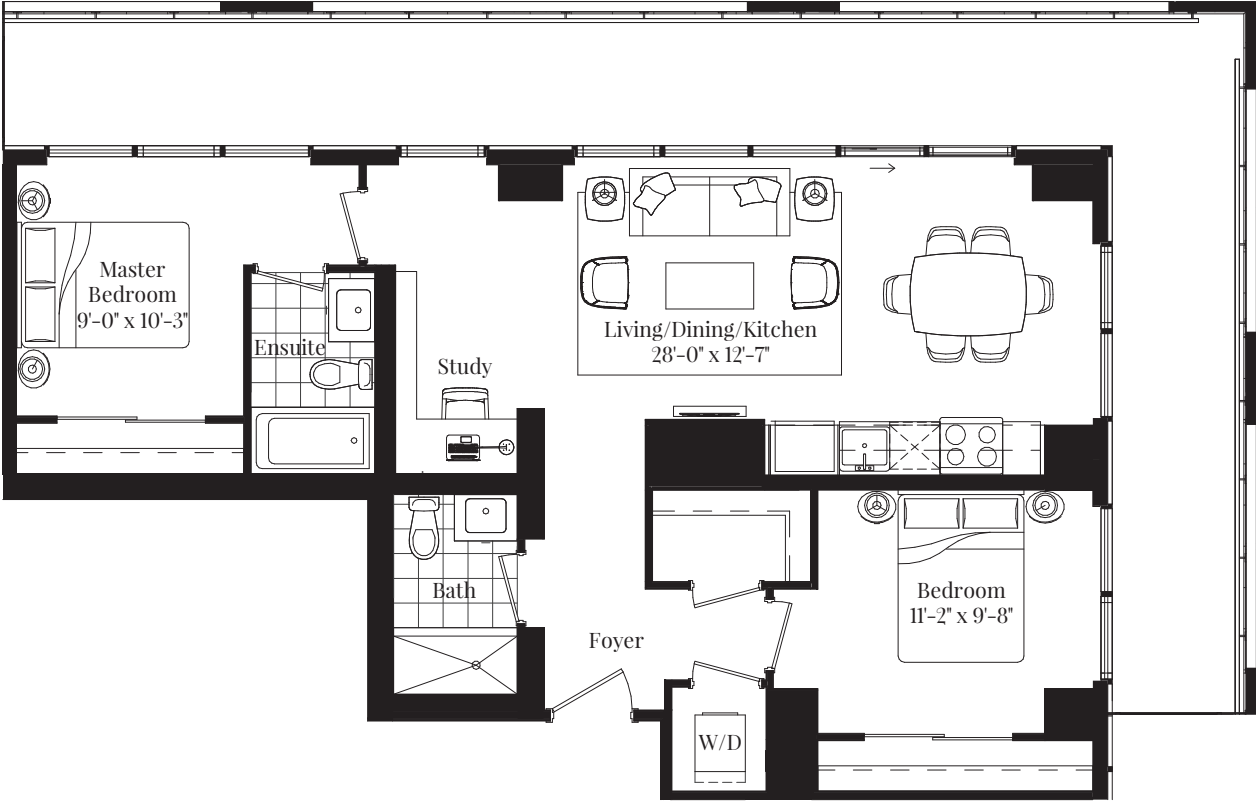 Master
Bedroom
9'-0" x 10'-3"
Ensuite
Study
Living/Dining/Kitchen
28'-0" x 12'-7"
Bath
Foyer
Bedroom
11'-2" x 9'-8"
W/D